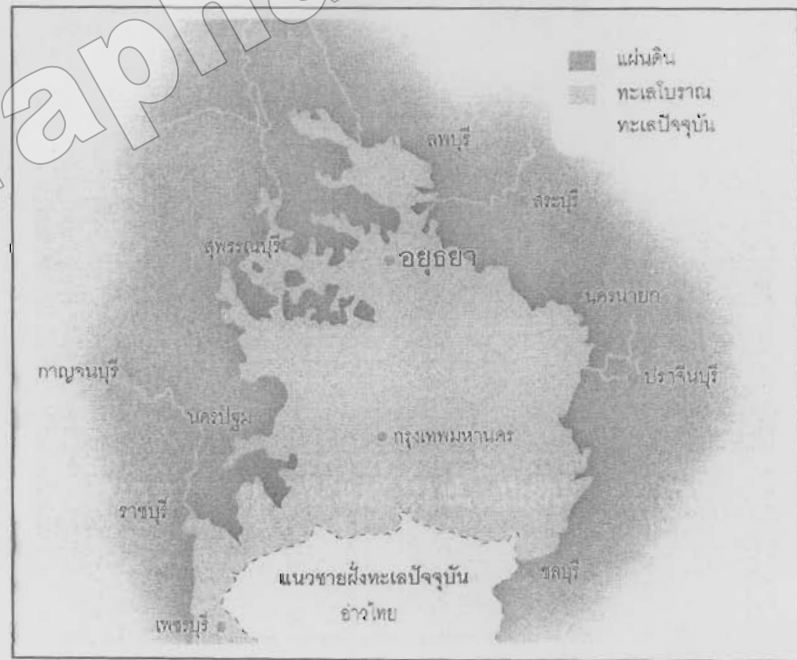 แผ่นดิน
ทะเลโบราณ
ทะเลปัจจุบัน
ลพบุรี
สระบุรี
สุพรรณบุรี
อยุธยา
นครนายก
กาญจนบุรี
ปราจีนบุรี
นครปฐม
กรุงเทพมหานคร
ราชบุรี
ชลบุรี
แนวชายฝั่งทะเลปัจจุบัน
อ่าวไทย
เพชรบุรี